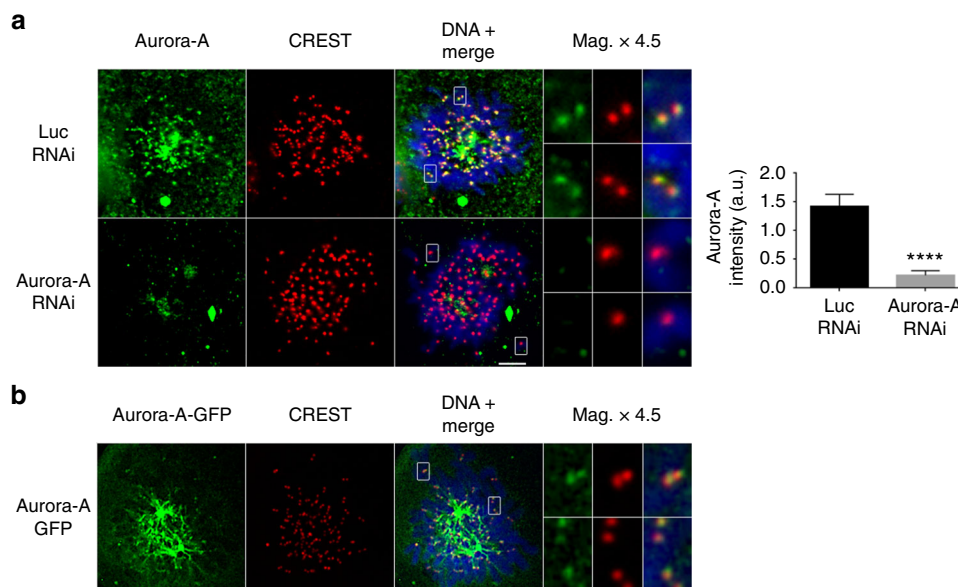 a
Aurora-A
CREST
DNA +
merge
Mag. × 4.5
Luc
RNAi
Aurora-A
RNAi
Aurora-A
intensity (a.u.)
2.0
1.5
1.0
0.5
0.0
****
Luc
RNAi
Aurora-A
RNAi
b
Aurora-A-GFP
CREST
DNA +
merge
Mag. × 4.5
Aurora-A
GFP